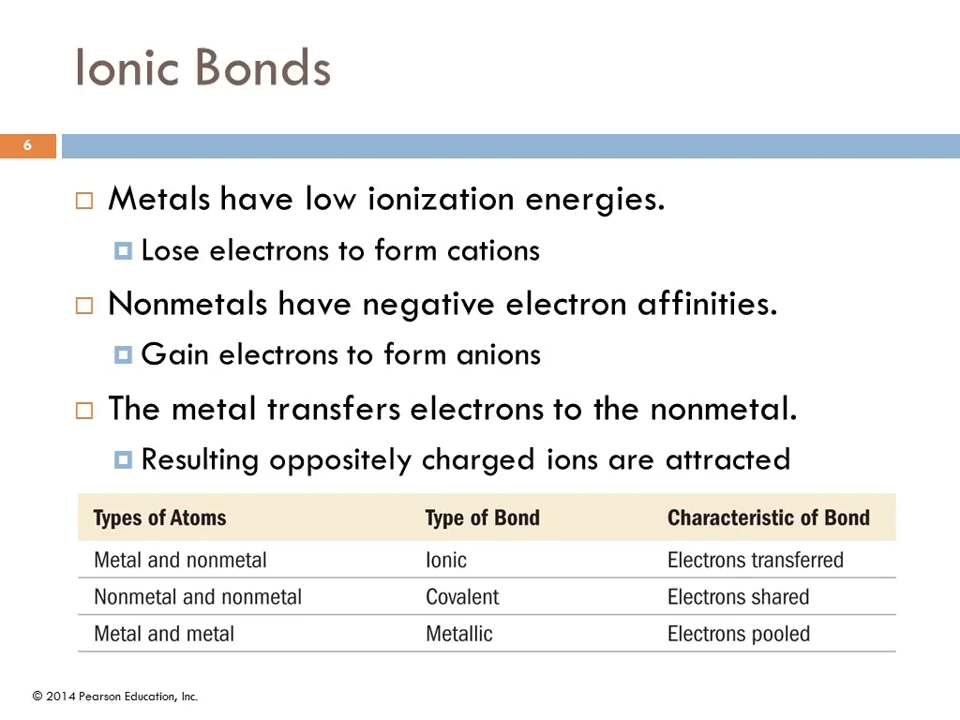 Ionic Bonds
6
Metals have low ionization energies.
Lose electrons to form cations
Nonmetals have negative electron affinities.
Gain electrons to form anions
The metal transfers electrons to the nonmetal.
Resulting oppositely charged ions are attracted
Types of Atoms Type of Bond Characteristic of Bond
Metal and nonmetal Ionic Electrons transferred
Nonmetal and nonmetal Covalent Electrons shared
Metal and metal Metallic Electrons pooled
© 2014 Pearson Education, Inc.